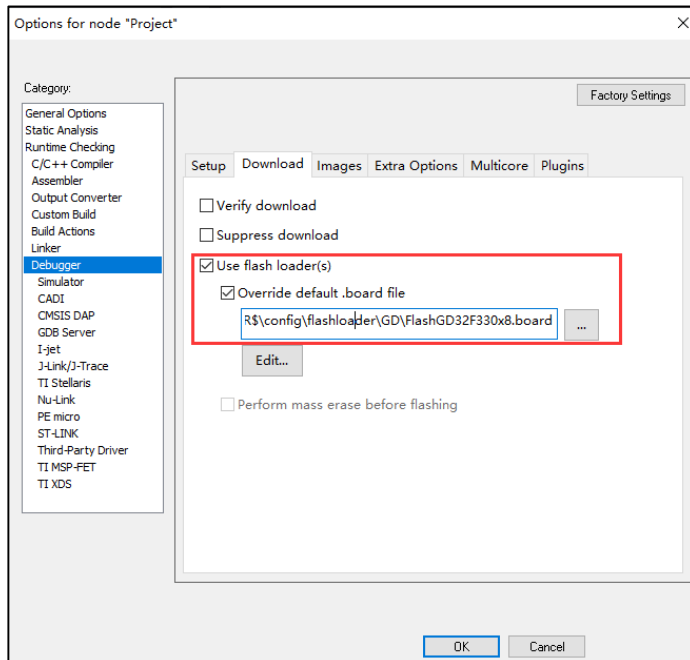 Options for node "Project"
Category:
Factory Settings
General Options
Static Analysis
Runtime Checking
C/C++ Compiler
Assembler
Output Converter
Custom Build
Build Actions
Linker
Debugger
Simulator
CADI
CMSIS DAP
GDB Server
I-jet
J-Link/J-Trace
TI Stellaris
Nu-Link
PE micro
ST-LINK
Third-Party Driver
TI MSP-FET
TI XDS
Setup Download Images Extra Options Multicore Plugins
Verify download
Suppress download
Use flash loader(s)
Override default .board file
R$\config\flashloader\GD\FlashGD32F330x8.board
...
Edit...
Perform mass erase before flashing
OK Cancel